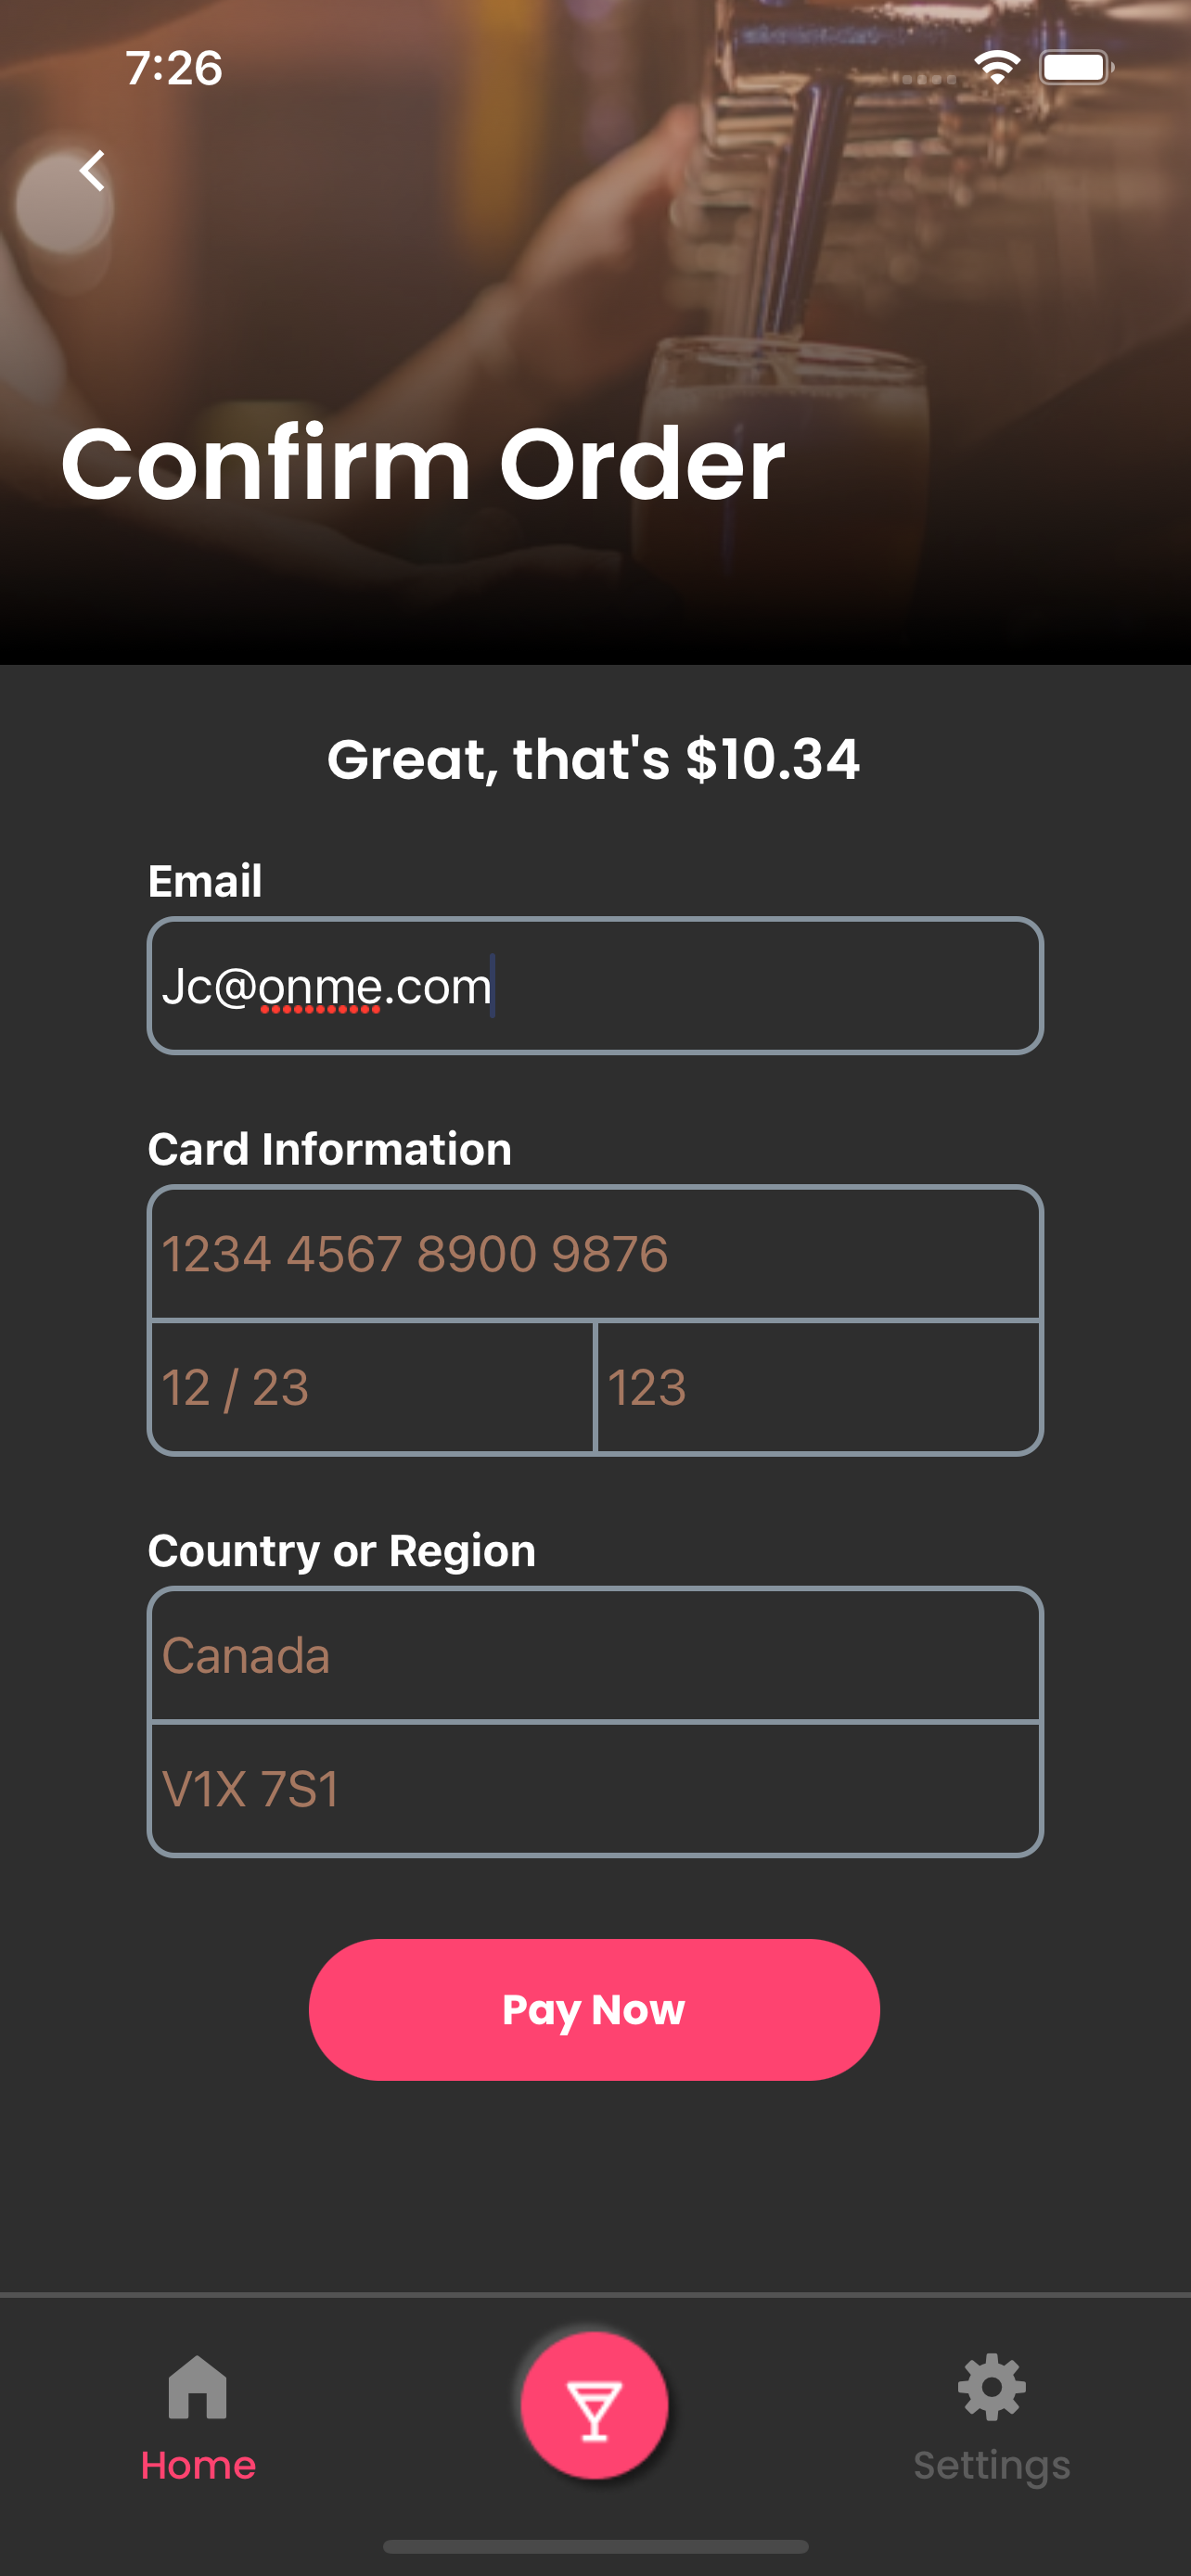 7:26
Confirm Order
Great, that's $10.34
Email
Jc@onme.com
Card Information
1234 4567 8900 9876
12 / 23
123
Country or Region
Canada
V1X 7S1
Pay Now
Home
Settings